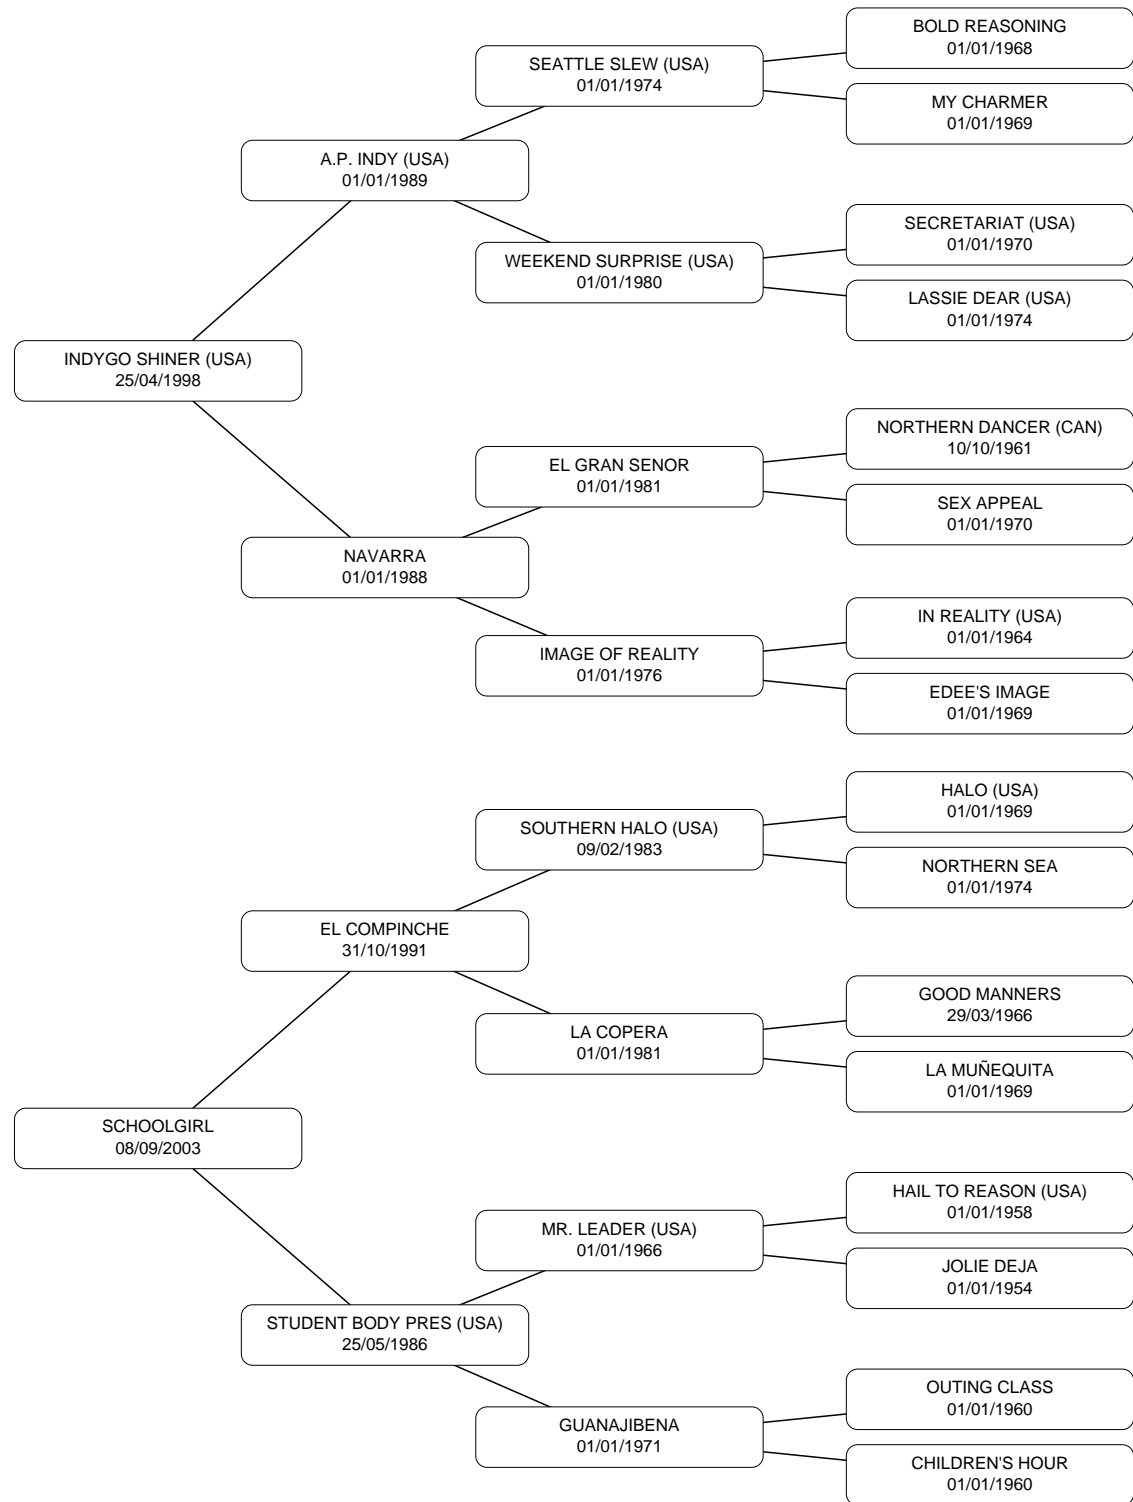 BOLD REASONING
01/01/1968
SEATTLE SLEW (USA)
01/01/1974
MY CHARMER
01/01/1969
A.P. INDY (USA)
01/01/1989
SECRETARIAT (USA)
01/01/1970
WEEKEND SURPRISE (USA)
01/01/1980
LASSIE DEAR (USA)
01/01/1974
INDYGO SHINER (USA)
25/04/1998
NORTHERN DANCER (CAN)
10/10/1961
EL GRAN SENOR
01/01/1981
SEX APPEAL
01/01/1970
NAVARRA
01/01/1988
IN REALITY (USA)
01/01/1964
IMAGE OF REALITY
01/01/1976
EDEE'S IMAGE
01/01/1969
HALO (USA)
01/01/1969
SOUTHERN HALO (USA)
09/02/1983
NORTHERN SEA
01/01/1974
EL COMPINCHE
31/10/1991
GOOD MANNERS
29/03/1966
LA COPERA
01/01/1981
LA MUÑEQUITA
01/01/1969
SCHOOLGIRL
08/09/2003
HAIL TO REASON (USA)
01/01/1958
MR. LEADER (USA)
01/01/1966
JOLIE DEJA
01/01/1954
STUDENT BODY PRES (USA)
25/05/1986
OUTING CLASS
01/01/1960
GUANAJIBENA
01/01/1971
CHILDREN'S HOUR
01/01/1960